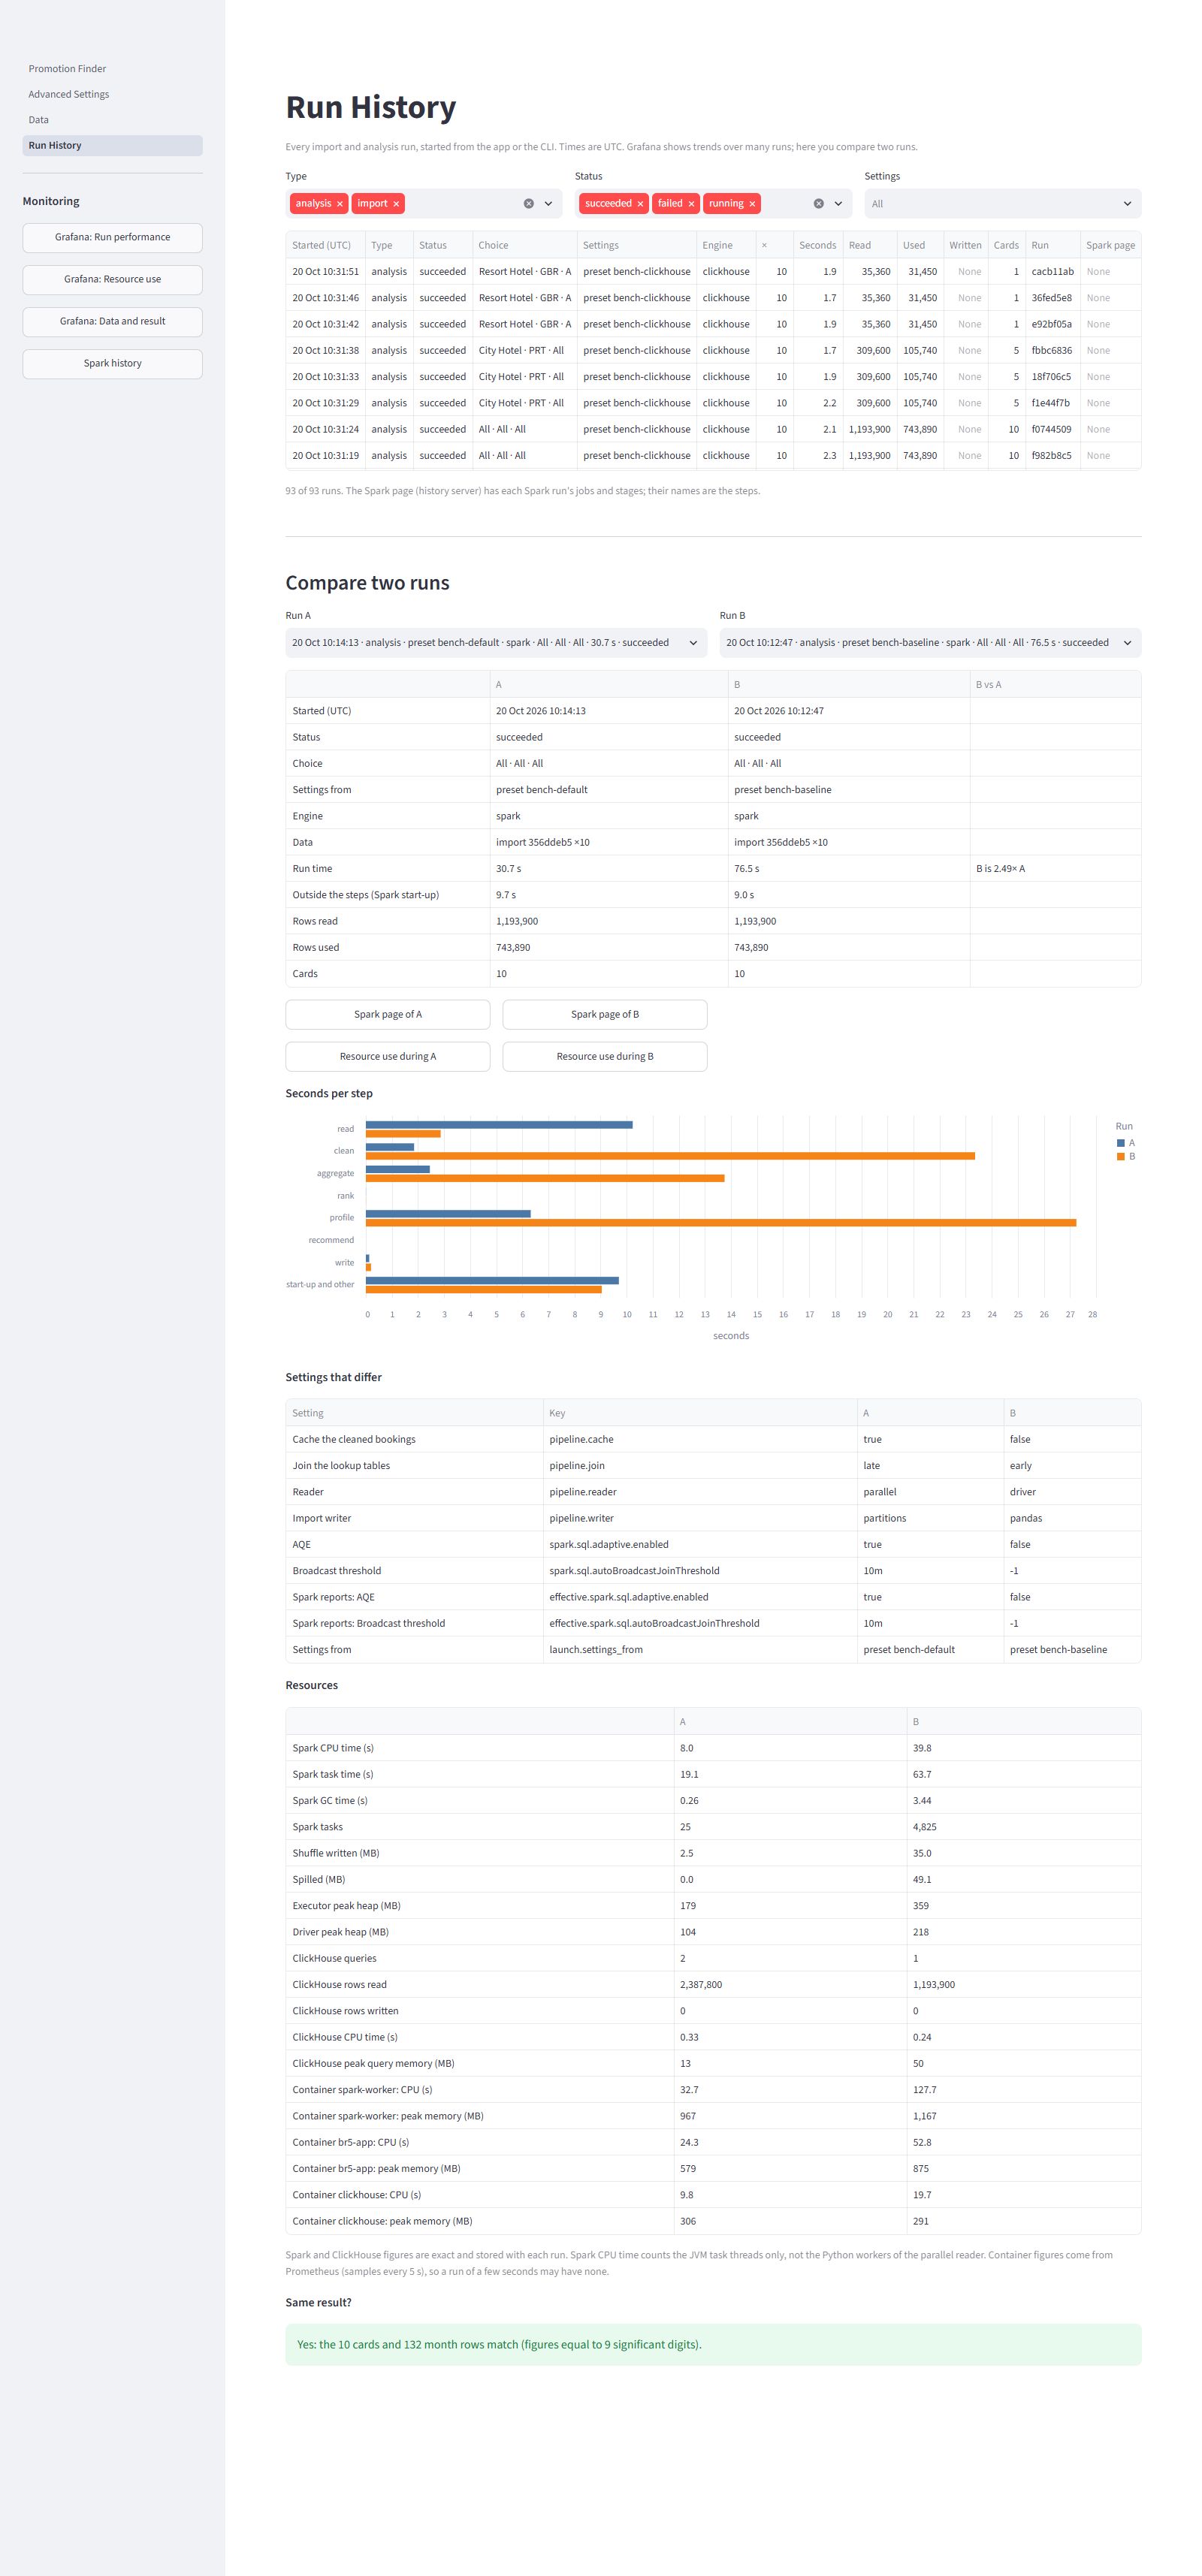 Promotion Finder
Advanced Settings
Data
Run History
Monitoring
Grafana: Run performance
Grafana: Resource use
Grafana: Data and result
Spark history
Run History
Every import and analysis run, started from the app or the CLI. Times are UTC. Grafana shows trends over many runs; here you compare two runs.
Type Status Settings
analysis × import × succeeded × failed × running × All
Started (UTC) Type Status Choice Settings Engine × Seconds Read Used Written Cards Run Spark page
20 Oct 10:31:51 analysis succeeded Resort Hotel · GBR · A preset bench-clickhouse clickhouse 10 1.9 35,360 31,450 None 1 cacb11ab None
20 Oct 10:31:46 analysis succeeded Resort Hotel · GBR · A preset bench-clickhouse clickhouse 10 1.7 35,360 31,450 None 1 36fed5e8 None
20 Oct 10:31:42 analysis succeeded Resort Hotel · GBR · A preset bench-clickhouse clickhouse 10 1.9 35,360 31,450 None 1 e92bf05a None
20 Oct 10:31:38 analysis succeeded City Hotel · PRT · All preset bench-clickhouse clickhouse 10 1.7 309,600 105,740 None 5 fbbc6836 None
20 Oct 10:31:33 analysis succeeded City Hotel · PRT · All preset bench-clickhouse clickhouse 10 1.9 309,600 105,740 None 5 18f706c5 None
20 Oct 10:31:29 analysis succeeded City Hotel · PRT · All preset bench-clickhouse clickhouse 10 2.2 309,600 105,740 None 5 f1e44f7b None
20 Oct 10:31:24 analysis succeeded All · All · All preset bench-clickhouse clickhouse 10 2.1 1,193,900 743,890 None 10 f0744509 None
20 Oct 10:31:19 analysis succeeded All · All · All preset bench-clickhouse clickhouse 10 2.3 1,193,900 743,890 None 10 f982b8c5 None
93 of 93 runs. The Spark page (history server) has each Spark run's jobs and stages; their names are the steps.
Compare two runs
Run A Run B
20 Oct 10:14:13 · analysis · preset bench-default · spark · All · All · All · 30.7 s · succeeded 20 Oct 10:12:47 · analysis · preset bench-baseline · spark · All · All · All · 76.5 s · succeeded
A B B vs A
Started (UTC) 20 Oct 2026 10:14:13 20 Oct 2026 10:12:47
Status succeeded succeeded
Choice All · All · All All · All · All
Settings from preset bench-default preset bench-baseline
Engine spark spark
Data import 356ddeb5 ×10 import 356ddeb5 ×10
Run time 30.7 s 76.5 s B is 2.49× A
Outside the steps (Spark start-up) 9.7 s 9.0 s
Rows read 1,193,900 1,193,900
Rows used 743,890 743,890
Cards 10 10
Spark page of A Spark page of B
Resource use during A Resource use during B
Seconds per step
read
clean
aggregate
rank
profile
recommend
write
start-up and other
0 1 2 3 4 5 6 7 8 9 10 11 12 13 14 15 16 17 18 19 20 21 22 23 24 25 26 27 28
seconds
Run
A
B
Settings that differ
Setting Key A B
Cache the cleaned bookings pipeline.cache true false
Join the lookup tables pipeline.join late early
Reader pipeline.reader parallel driver
Import writer pipeline.writer partitions pandas
AQE spark.sql.adaptive.enabled true false
Broadcast threshold spark.sql.autoBroadcastJoinThreshold 10m -1
Spark reports: AQE effective.spark.sql.adaptive.enabled true false
Spark reports: Broadcast threshold effective.spark.sql.autoBroadcastJoinThreshold 10m -1
Settings from launch.settings_from preset bench-default preset bench-baseline
Resources
A B
Spark CPU time (s) 8.0 39.8
Spark task time (s) 19.1 63.7
Spark GC time (s) 0.26 3.44
Spark tasks 25 4,825
Shuffle written (MB) 2.5 35.0
Spilled (MB) 0.0 49.1
Executor peak heap (MB) 179 359
Driver peak heap (MB) 104 218
ClickHouse queries 2 1
ClickHouse rows read 2,387,800 1,193,900
ClickHouse rows written 0 0
ClickHouse CPU time (s) 0.33 0.24
ClickHouse peak query memory (MB) 13 50
Container spark-worker: CPU (s) 32.7 127.7
Container spark-worker: peak memory (MB) 967 1,167
Container br5-app: CPU (s) 24.3 52.8
Container br5-app: peak memory (MB) 579 875
Container clickhouse: CPU (s) 9.8 19.7
Container clickhouse: peak memory (MB) 306 291
Spark and ClickHouse figures are exact and stored with each run. Spark CPU time counts the JVM task threads only, not the Python workers of the parallel reader. Container figures come from
Prometheus (samples every 5 s), so a run of a few seconds may have none.
Same result?
Yes: the 10 cards and 132 month rows match (figures equal to 9 significant digits).